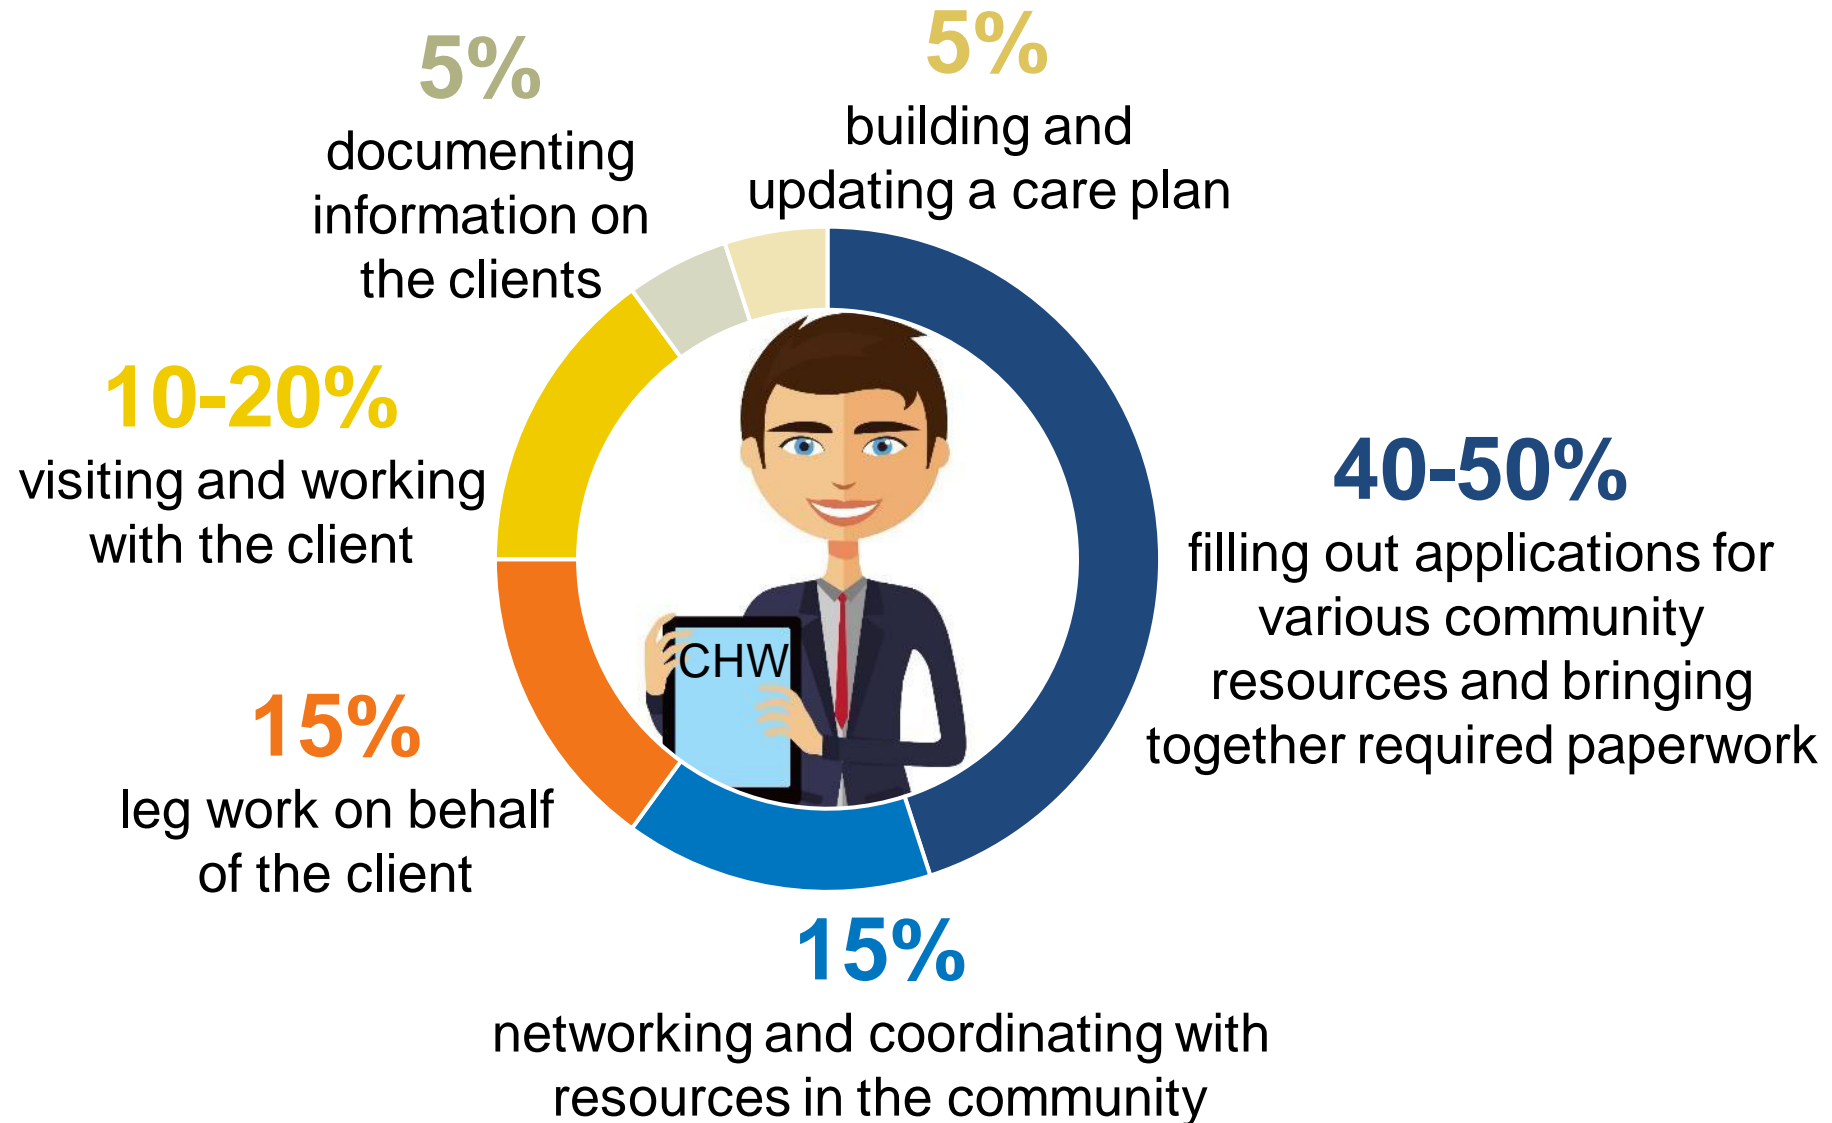 5%
documenting
information on
the clients
5%
building and
updating a care plan
10-20%
visiting and working
with the client
40-50%
filling out applications for
various community
resources and bringing
together required paperwork
CHW
15%
leg work on behalf
of the client
15%
networking and coordinating with
resources in the community